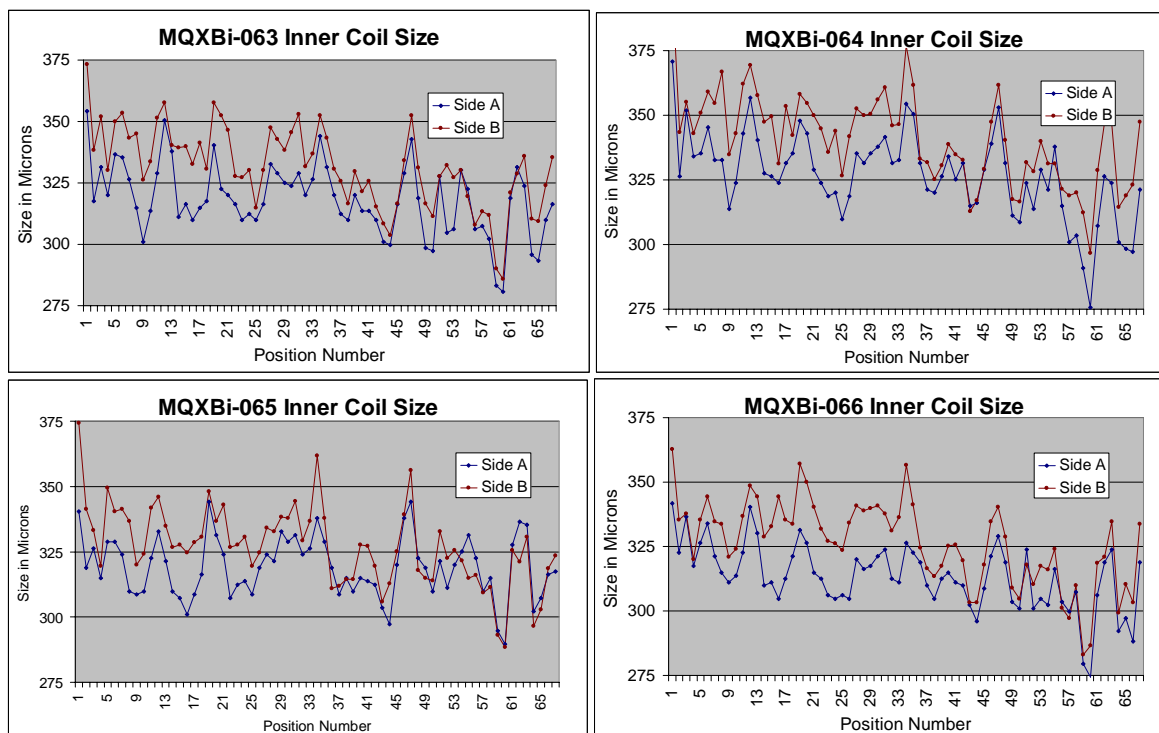 MQXBi-063 Inner Coil Size
375
350
325
300
275
Size in Microns
Side A
Side B
1 5 9 13 17 21 25 29 33 37 41 45 49 53 57 61 65
Position Number
MQXBi-064 Inner Coil Size
375
350
325
300
275
Size in Microns
Side A
Side B
1 5 9 13 17 21 25 29 33 37 41 45 49 53 57 61 65
Position Number
MQXBi-065 Inner Coil Size
375
350
325
300
275
Size in Microns
Side A
Side B
1 5 9 13 17 21 25 29 33 37 41 45 49 53 57 61 65
Position Number
MQXBi-066 Inner Coil Size
375
350
325
300
275
Size in Microns
Side A
Side B
1 5 9 13 17 21 25 29 33 37 41 45 49 53 57 61 65
Position Number